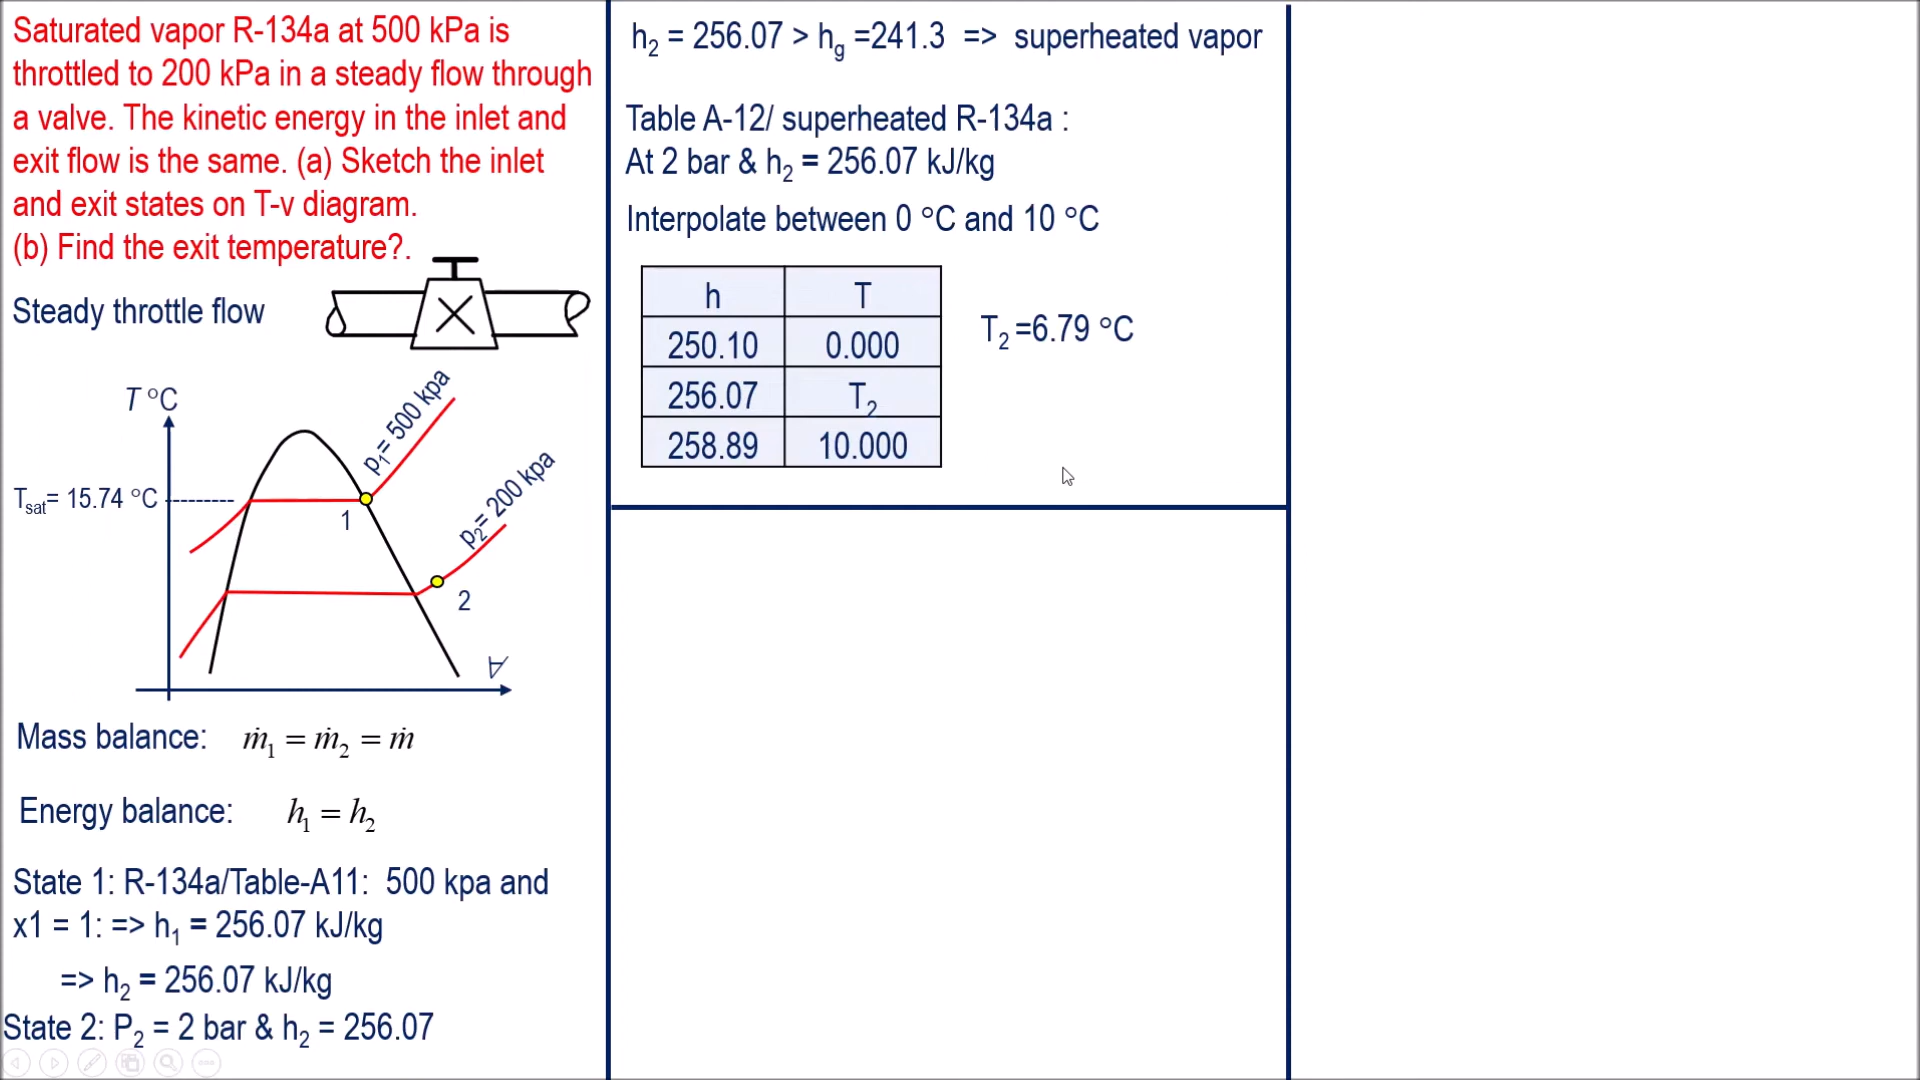 Saturated vapor R-134a at 500 kPa is
throttled to 200 kPa in a steady flow through
a valve. The kinetic energy in the inlet and
exit flow is the same. (a) Sketch the inlet
and exit states on T-v diagram.
(b) Find the exit temperature?.
Steady throttle flow
T °C
p₁= 500 kpa
p₂= 200 kpa
Tsat= 15.74 °C
1
2
V
Mass balance: ṁ₁ = ṁ₂ = ṁ
Energy balance: h₁ = h₂
State 1: R-134a/Table-A11: 500 kpa and
x1 = 1: => h₁ = 256.07 kJ/kg
=> h₂ = 256.07 kJ/kg
State 2: P₂ = 2 bar & h₂ = 256.07
h₂ = 256.07 > hg =241.3 => superheated vapor
Table A-12/ superheated R-134a :
At 2 bar & h₂ = 256.07 kJ/kg
Interpolate between 0 °C and 10 °C
h T
250.10 0.000
256.07 T₂
258.89 10.000
T₂ =6.79 °C